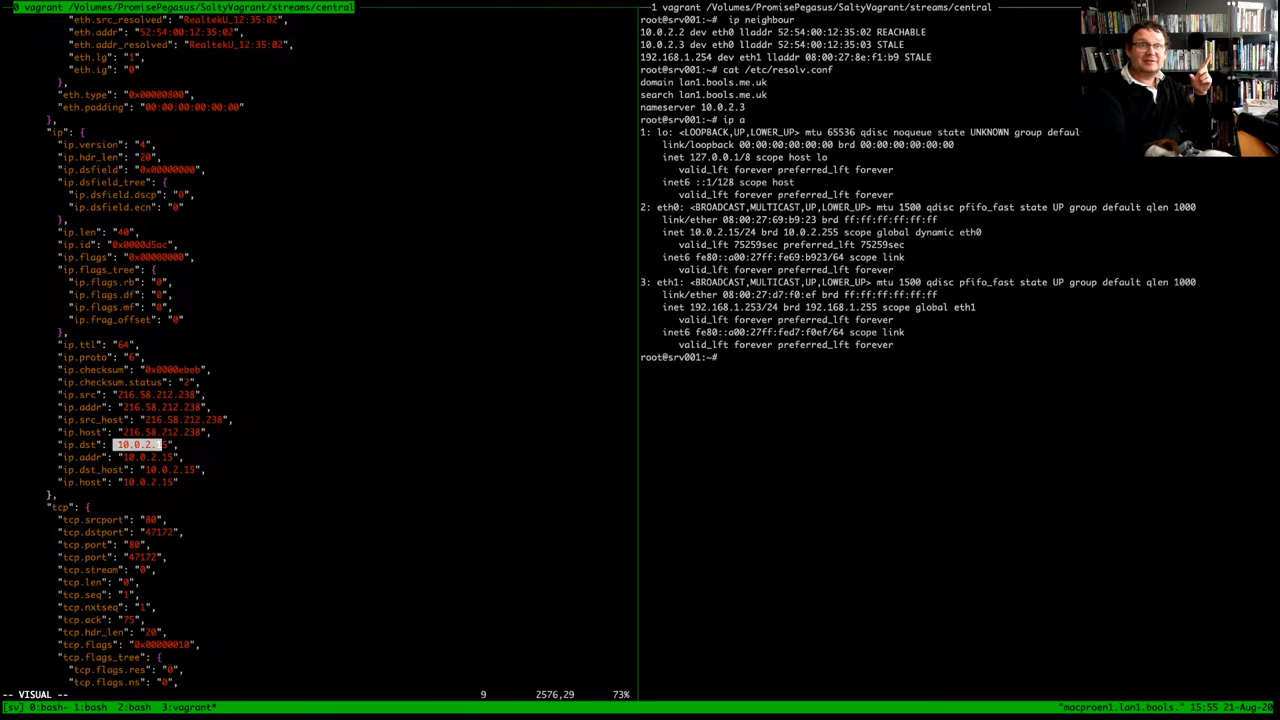 0 vagrant /Volumes/PromisePegasus/SaltyVagrant/streams/central
"eth.src_resolved": "RealtekU_12:35:02",
"eth.addr": "52:54:00:12:35:02",
"eth.addr_resolved": "RealtekU_12:35:02",
"eth.lg": "1",
"eth.ig": "0"
},
"eth.type": "0x00000800",
"eth.padding": "00:00:00:00:00:00"
},
"ip": {
"ip.version": "4",
"ip.hdr_len": "20",
"ip.dsfield": "0x00000000",
"ip.dsfield_tree": {
"ip.dsfield.dscp": "0",
"ip.dsfield.ecn": "0"
},
"ip.len": "40",
"ip.id": "0x0000d5ac",
"ip.flags": "0x00000000",
"ip.flags_tree": {
"ip.flags.rb": "0",
"ip.flags.df": "0",
"ip.flags.mf": "0",
"ip.frag_offset": "0"
},
"ip.ttl": "64",
"ip.proto": "6",
"ip.checksum": "0x0000ebeb",
"ip.checksum.status": "2",
"ip.src": "216.58.212.238",
"ip.addr": "216.58.212.238",
"ip.src_host": "216.58.212.238",
"ip.host": "216.58.212.238",
"ip.dst": "10.0.2.15",
"ip.addr": "10.0.2.15",
"ip.dst_host": "10.0.2.15",
"ip.host": "10.0.2.15"
},
"tcp": {
"tcp.srcport": "80",
"tcp.dstport": "47172",
"tcp.port": "80",
"tcp.port": "47172",
"tcp.stream": "0",
"tcp.len": "0",
"tcp.seq": "1",
"tcp.nxtseq": "1",
"tcp.ack": "75",
"tcp.hdr_len": "20",
"tcp.flags": "0x00000010",
"tcp.flags_tree": {
"tcp.flags.res": "0",
"tcp.flags.ns": "0",
-- VISUAL -- 9 2576,29 73%
1 vagrant /Volumes/PromisePegasus/SaltyVagrant/streams/central
root@srv001:~# ip neighbour
10.0.2.2 dev eth0 lladdr 52:54:00:12:35:02 REACHABLE
10.0.2.3 dev eth0 lladdr 52:54:00:12:35:03 STALE
192.168.1.254 dev eth1 lladdr 08:00:27:8e:f1:b9 STALE
root@srv001:~# cat /etc/resolv.conf
domain lan1.bools.me.uk
search lan1.bools.me.uk
nameserver 10.0.2.3
root@srv001:~# ip a
1: lo: <LOOPBACK,UP,LOWER_UP> mtu 65536 qdisc noqueue state UNKNOWN group defaul
link/loopback 00:00:00:00:00:00 brd 00:00:00:00:00:00
inet 127.0.0.1/8 scope host lo
valid_lft forever preferred_lft forever
inet6 ::1/128 scope host
valid_lft forever preferred_lft forever
2: eth0: <BROADCAST,MULTICAST,UP,LOWER_UP> mtu 1500 qdisc pfifo_fast state UP group default qlen 1000
link/ether 08:00:27:69:b9:23 brd ff:ff:ff:ff:ff:ff
inet 10.0.2.15/24 brd 10.0.2.255 scope global dynamic eth0
valid_lft 75259sec preferred_lft 75259sec
inet6 fe80::a00:27ff:fe69:b923/64 scope link
valid_lft forever preferred_lft forever
3: eth1: <BROADCAST,MULTICAST,UP,LOWER_UP> mtu 1500 qdisc pfifo_fast state UP group default qlen 1000
link/ether 08:00:27:d7:f0:ef brd ff:ff:ff:ff:ff:ff
inet 192.168.1.253/24 brd 192.168.1.255 scope global eth1
valid_lft forever preferred_lft forever
inet6 fe80::a00:27ff:fed7:f0ef/64 scope link
valid_lft forever preferred_lft forever
root@srv001:~#
[sv] 0:bash- 1:bash 2:bash 3:vagrant* "macproen1.lan1.bools." 15:55 21-Aug-20